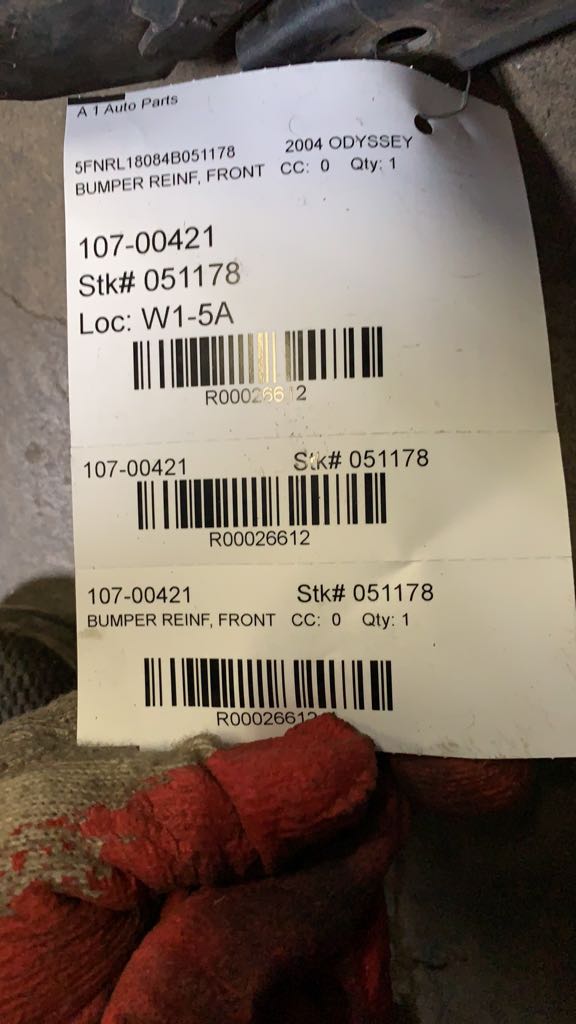 A 1 Auto Parts
5FNRL18084B051178 2004 ODYSSEY
BUMPER REINF, FRONT CC: 0 Qty: 1
107-00421
Stk# 051178
Loc: W1-5A
R00026612
107-00421 Stk# 051178
R00026612
107-00421 Stk# 051178
BUMPER REINF, FRONT CC: 0 Qty: 1
R00026612